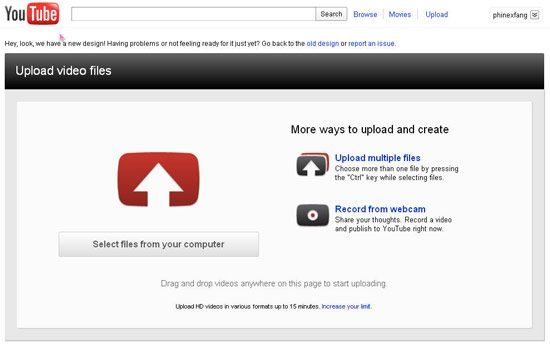 YouTube Search Browse Movies Upload phinexfang
Hey, look, we have a new design! Having problems or not feeling ready for it just yet? Go back to the old design or report an issue.
Upload video files
More ways to upload and create
Upload multiple files
Choose more than one file by pressing
the "Ctrl" key while selecting files.
Record from webcam
Share your thoughts. Record a video
and publish to YouTube right now.
Select files from your computer
Drag and drop videos anywhere on this page to start uploading.
Upload HD videos in various formats up to 15 minutes. Increase your limit.